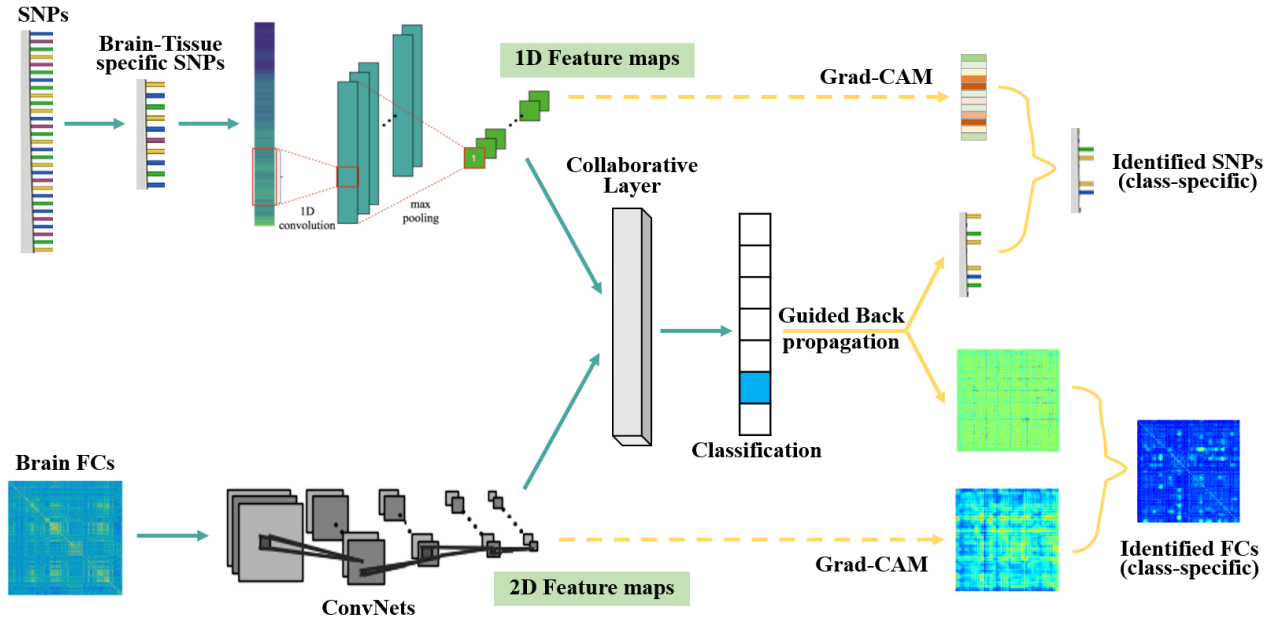 SNPs
Brain-Tissue
specific SNPs
1D
convolution
max
pooling
1
1D Feature maps
Grad-CAM
Identified SNPs
(class-specific)
Collaborative
Layer
Guided Back
propagation
Classification
Brain FCs
ConvNets
2D Feature maps
Grad-CAM
Identified FCs
(class-specific)